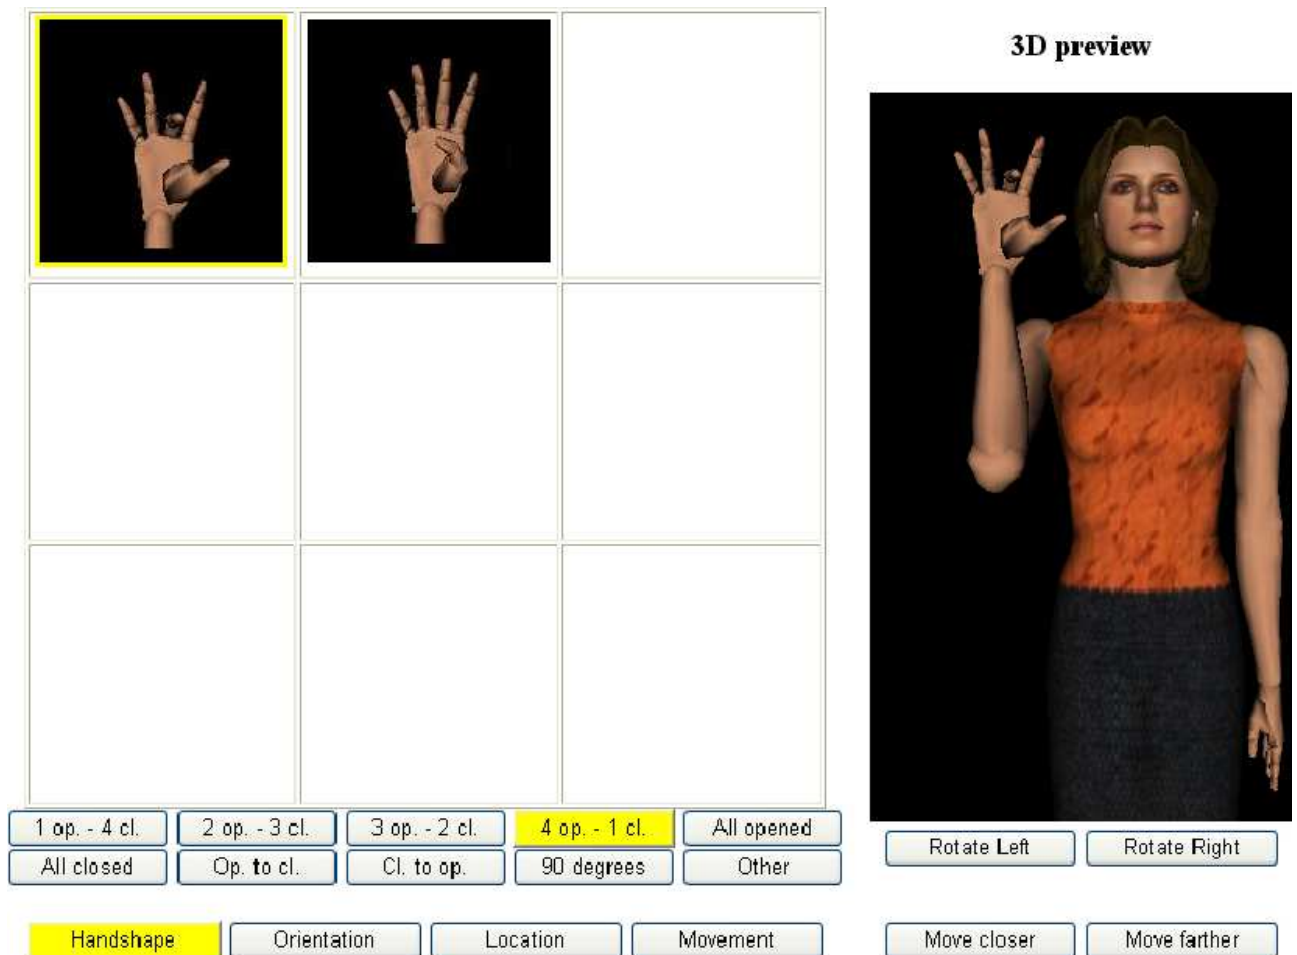 3D preview
1 op. - 4 cl.
2 op. - 3 cl.
3 op. - 2 cl.
4 op. - 1 cl.
All opened
All closed
Op. to cl.
Cl. to op.
90 degrees
Other
Rotate Left
Rotate Right
Handshape
Orientation
Location
Movement
Move closer
Move farther